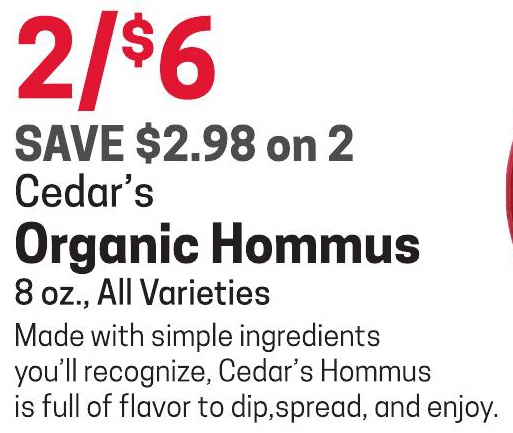 2/$6
SAVE $2.98 on 2
Cedar's
Organic Hommus
8 oz., All Varieties
Made with simple ingredients
you'll recognize, Cedar's Hommus
is full of flavor to dip,spread, and enjoy.